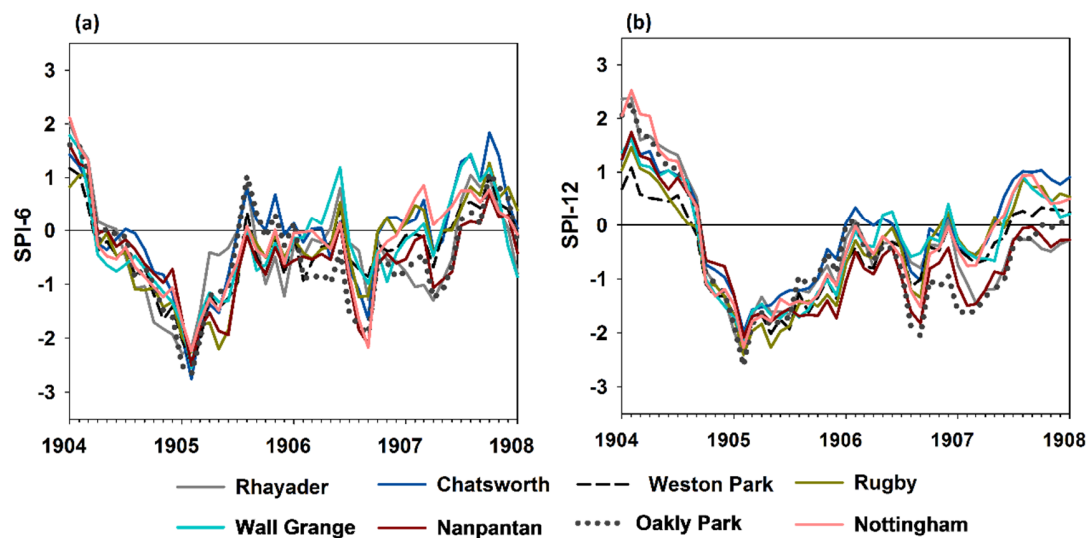 (a)
SPI-6
3
2
1
0
-1
-2
-3
1904 1905 1906 1907 1908
(b)
SPI-12
3
2
1
0
-1
-2
-3
1904 1905 1906 1907 1908
Rhayader Chatsworth Weston Park Rugby
Wall Grange Nanpantan Oakly Park Nottingham